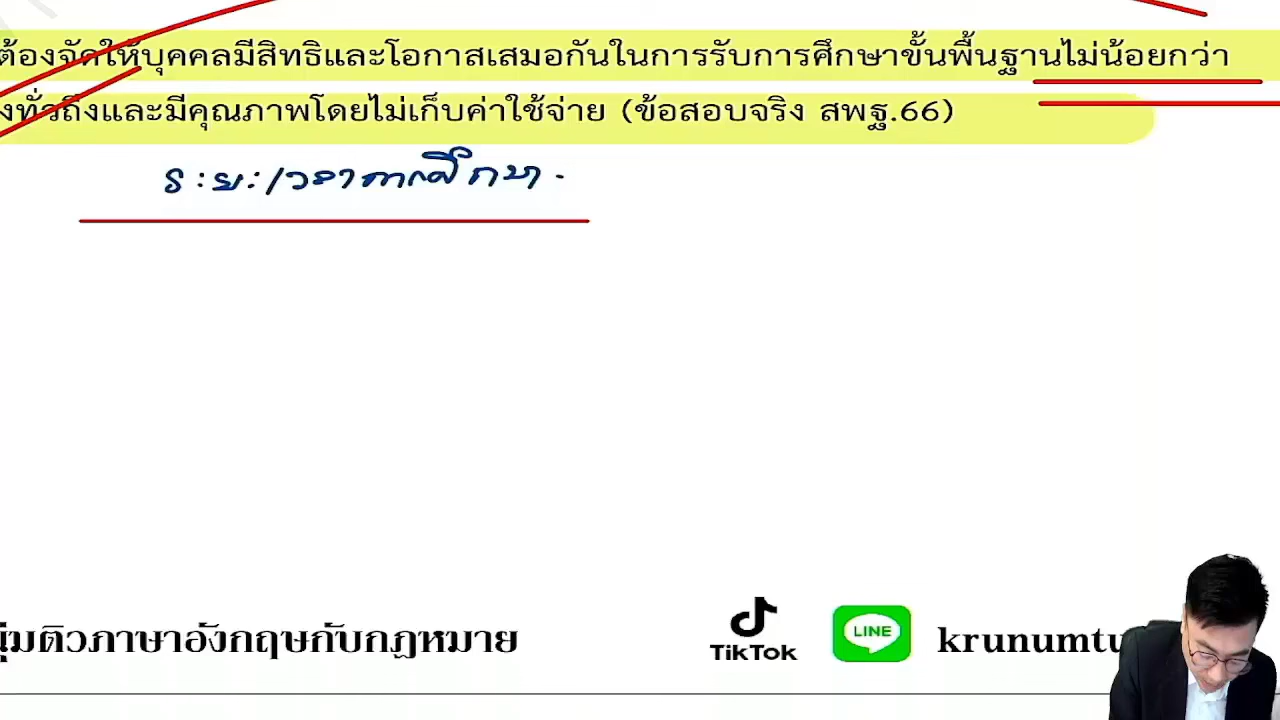 ต้องจัดให้บุคคลมีสิทธิและโอกาสเสมอกันในการรับการศึกษาขั้นพื้นฐานไม่น้อยกว่า
งทั่วถึงและมีคุณภาพโดยไม่เก็บค่าใช้จ่าย (ข้อสอบจริง สพฐ.66)
ระยะเวลาการศึกษา
ุ่มติวภาษาอังกฤษกับกฎหมาย
TikTok
LINE
krunumtu